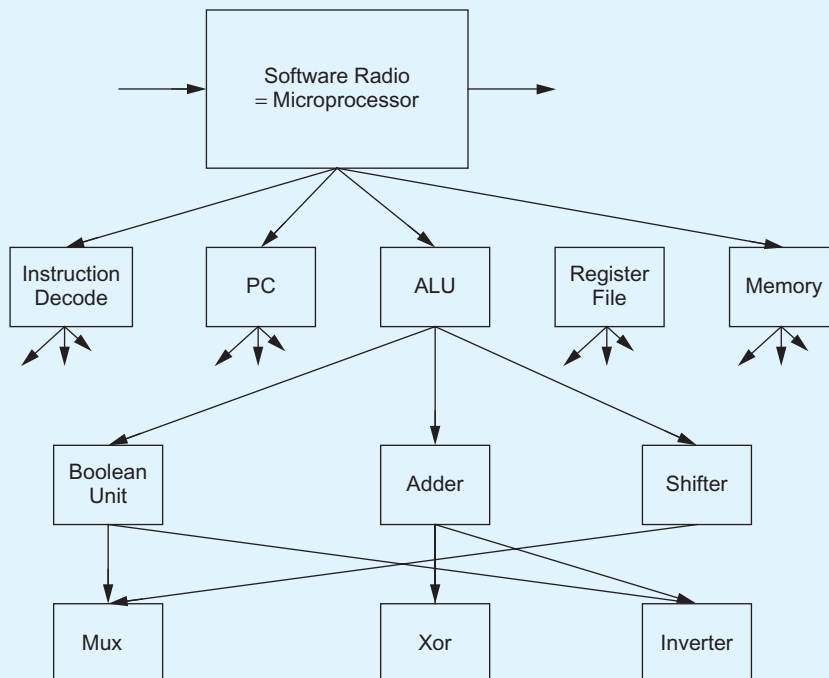 Software Radio
= Microprocessor
Instruction
Decode
PC
ALU
Register
File
Memory
Boolean
Unit
Adder
Shifter
Mux
Xor
Inverter